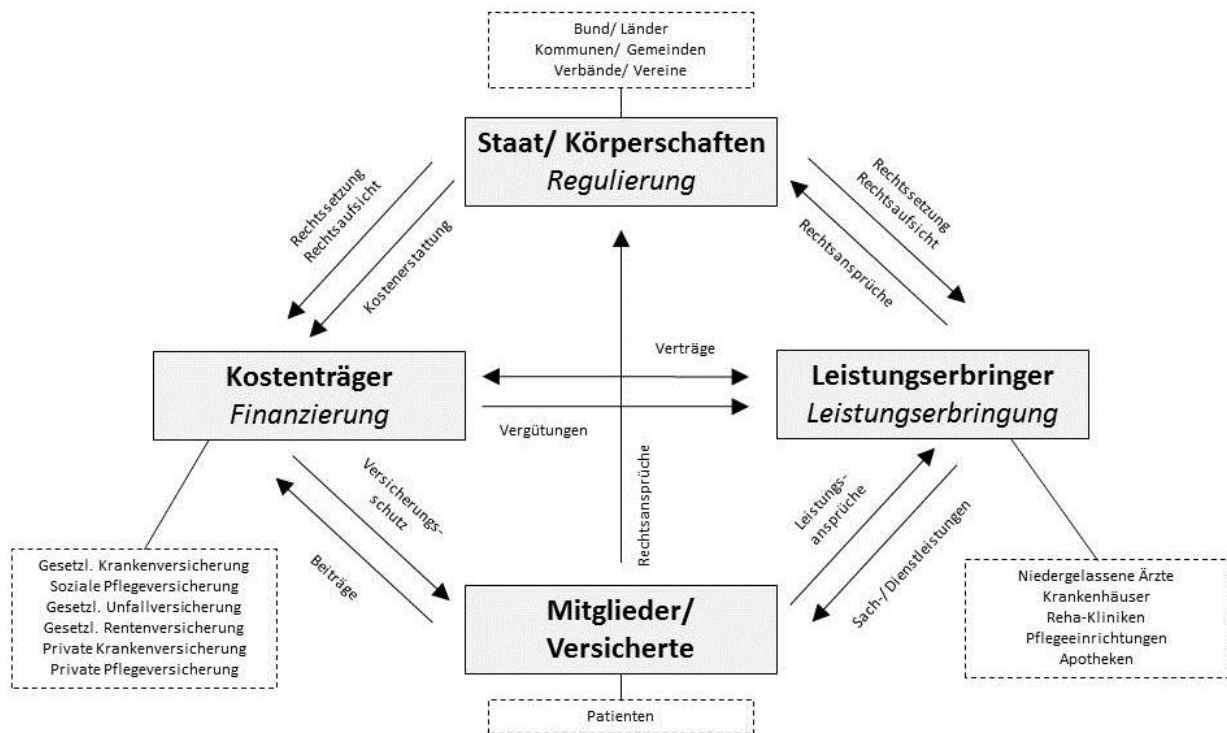 Bund/ Länder
Kommunen/ Gemeinden
Verbände/ Vereine
Staat/ Körperschaften
Regulierung
Rechtssetzung
Rechtsaufsicht
Kostenerstattung
Rechtssetzung
Rechtsaufsicht
Rechtsansprüche
Kostenträger
Finanzierung
Verträge
Vergütungen
Leistungserbringer
Leistungserbringung
Versicherungs-
schutz
Beiträge
Rechtsansprüche
Leistungs-
ansprüche
Sach-/ Dienstleistungen
Gesetzl. Krankenversicherung
Soziale Pflegeversicherung
Gesetzl. Unfallversicherung
Gesetzl. Rentenversicherung
Private Krankenversicherung
Private Pflegeversicherung
Mitglieder/
Versicherte
Niedergelassene Ärzte
Krankenhäuser
Reha-Kliniken
Pflegeeinrichtungen
Apotheken
Patienten